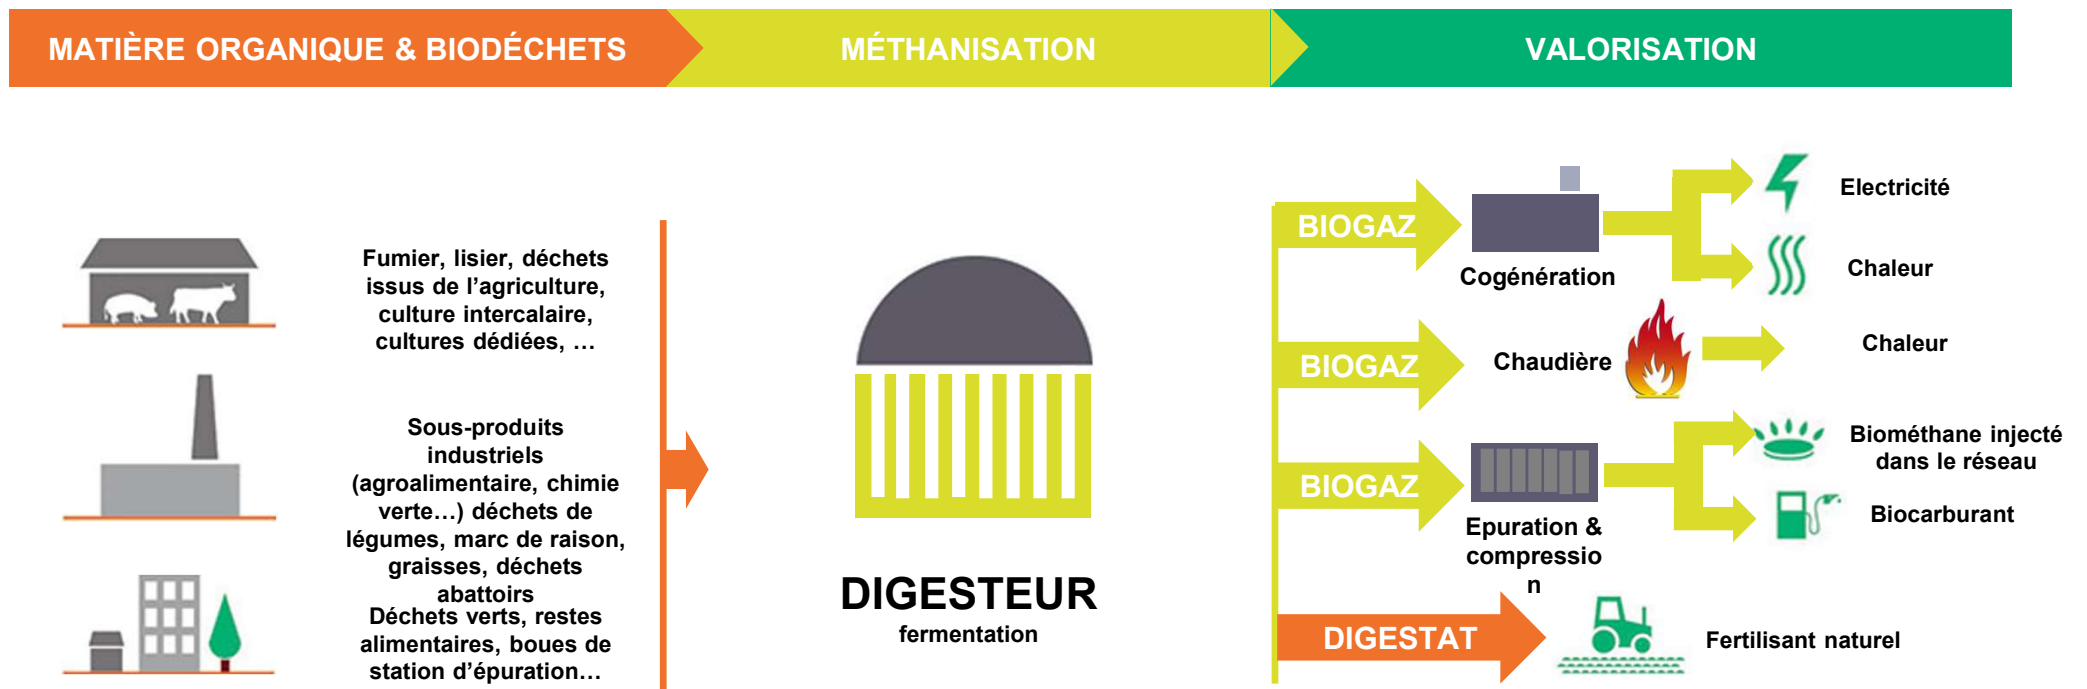 MATIÈRE ORGANIQUE & BIODÉCHETS
MÉTHANISATION
VALORISATION
Fumier, lisier, déchets
issus de l'agriculture,
culture intercalaire,
cultures dédiées, …
Sous-produits
industriels
(agroalimentaire, chimie
verte…) déchets de
légumes, marc de raison,
graisses, déchets
abattoirs
Déchets verts, restes
alimentaires, boues de
station d'épuration…
DIGESTEUR
fermentation
BIOGAZ
Cogénération
Electricité
Chaleur
BIOGAZ
Chaudière
Chaleur
BIOGAZ
Epuration &
compressio
n
Biométhane injecté
dans le réseau
Biocarburant
DIGESTAT
Fertilisant naturel